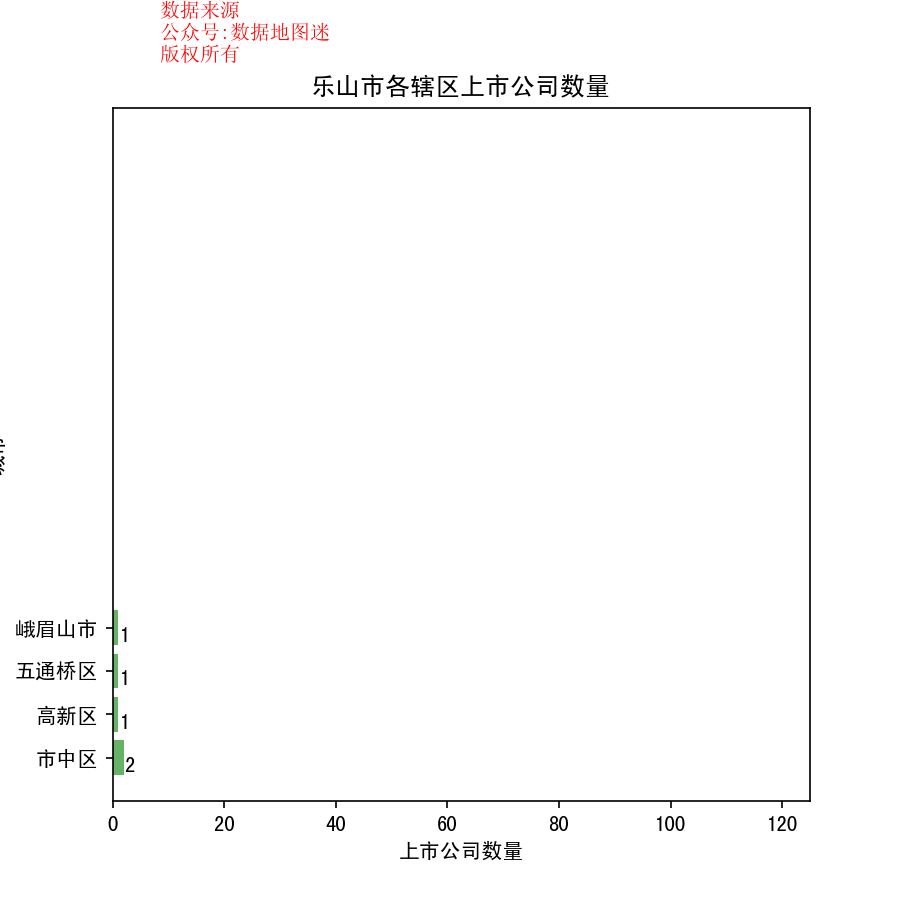 数据来源
公众号:数据地图迷
版权所有
乐山市各辖区上市公司数量
峨眉山市
1
五通桥区
1
高新区
1
市中区
2
0 20 40 60 80 100 120
上市公司数量